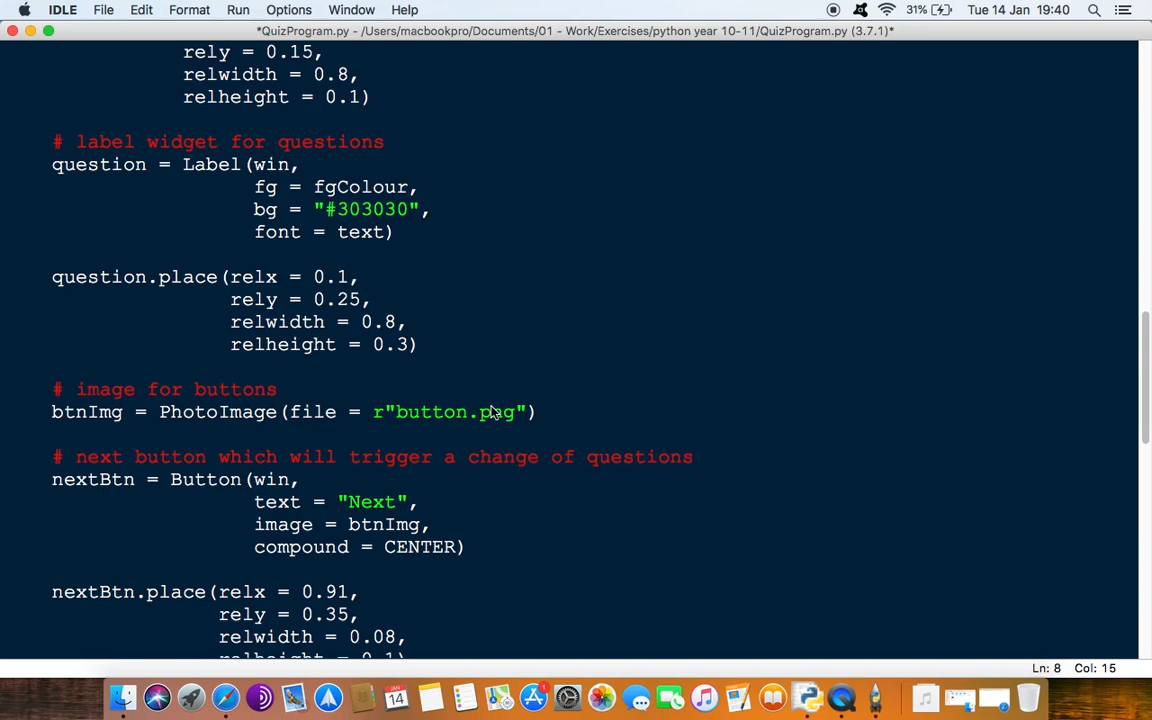 IDLE File Edit Format Run Options Window Help 31% Tue 14 Jan 19:40
*QuizProgram.py - /Users/macbookpro/Documents/01 - Work/Exercises/python year 10-11/QuizProgram.py (3.7.1)*
rely = 0.15,
relwidth = 0.8,
relheight = 0.1)
# label widget for questions
question = Label(win,
fg = fgColour,
bg = "#303030",
font = text)
question.place(relx = 0.1,
rely = 0.25,
relwidth = 0.8,
relheight = 0.3)
# image for buttons
btnImg = PhotoImage(file = r"button.png")
# next button which will trigger a change of questions
nextBtn = Button(win,
text = "Next",
image = btnImg,
compound = CENTER)
nextBtn.place(relx = 0.91,
rely = 0.35,
relwidth = 0.08,
relheight = 0.1)
Ln: 8 Col: 15